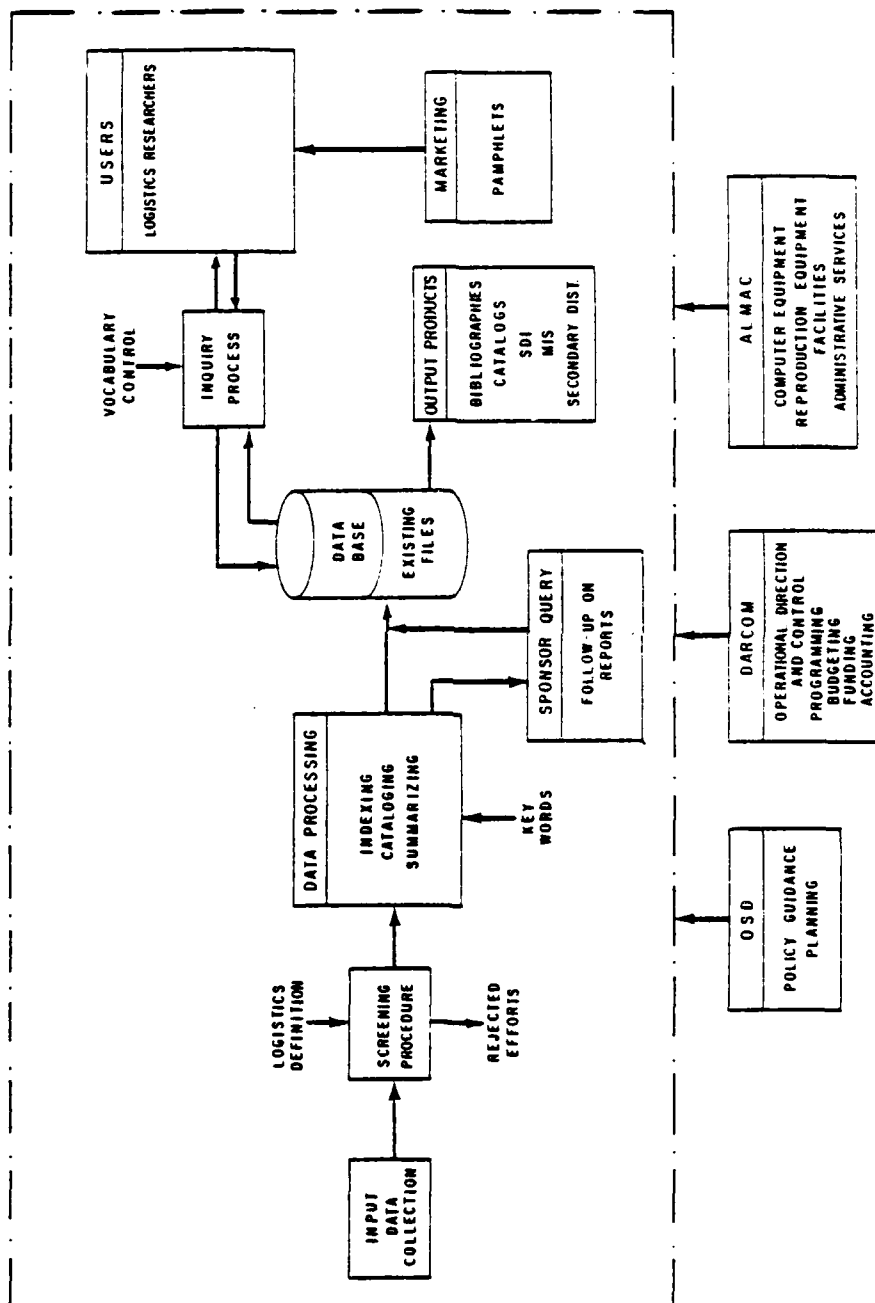 INPUT
DATA
COLLECTION
LOGISTICS
DEFINITION
SCREENING
PROCEDURE
REJECTED
EFFORTS
DATA PROCESSING
INDEXING
CATALOGING
SUMMARIZING
KEY
WORDS
SPONSOR QUERY
FOLLOW-UP ON
REPORTS
DATA
BASE
EXISTING
FILES
VOCABULARY
CONTROL
INQUIRY
PROCESS
USERS
LOGISTICS RESEARCHERS
OUTPUT PRODUCTS
BIBLIOGRAPHIES
CATALOGS
SDI
MIS
SECONDARY DIST.
MARKETING
PAMPHLETS
OSD
POLICY GUIDANCE
PLANNING
DARCOM
OPERATIONAL DIRECTION
AND CONTROL
PROGRAMMING
BUDGETING
FUNDING
ACCOUNTING
ALMAC
COMPUTER EQUIPMENT
REPRODUCTION EQUIPMENT
FACILITIES
ADMINISTRATIVE SERVICES